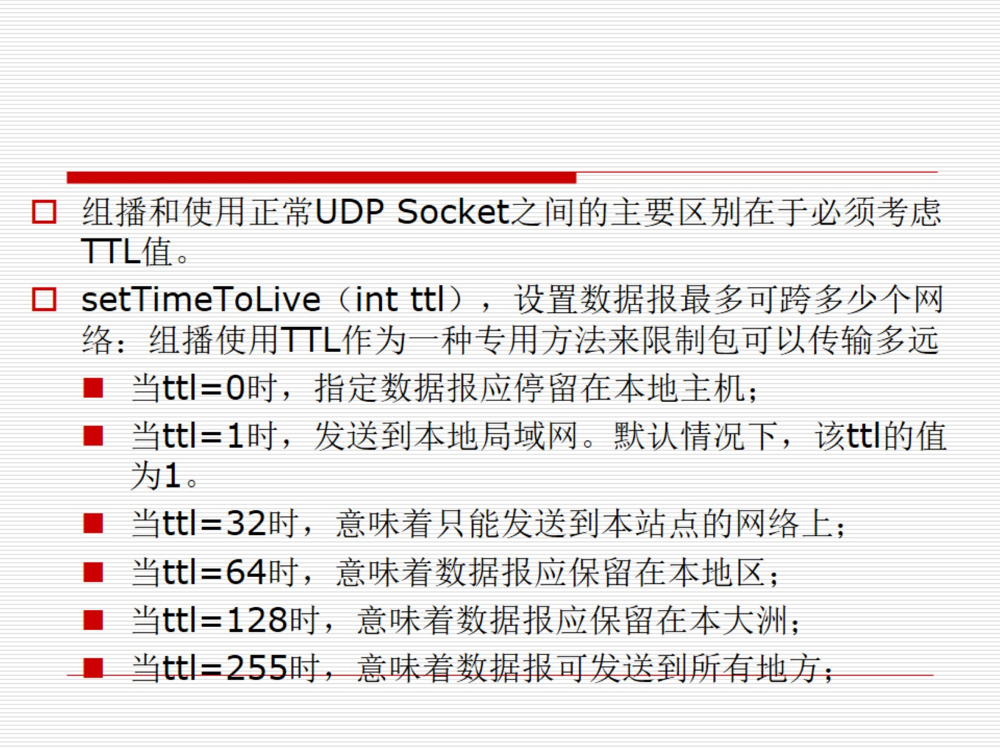 组播和使用正常UDP Socket之间的主要区别在于必须考虑
TTL值。
setTimeToLive（int ttl），设置数据报最多可跨多少个网
络：组播使用TTL作为一种专用方法来限制包可以传输多远
当ttl=0时，指定数据报应停留在本地主机；
当ttl=1时，发送到本地局域网。默认情况下，该ttl的值
为1。
当ttl=32时，意味着只能发送到本站点的网络上；
当ttl=64时，意味着数据报应保留在本地区；
当ttl=128时，意味着数据报应保留在本大洲；
当ttl=255时，意味着数据报可发送到所有地方；